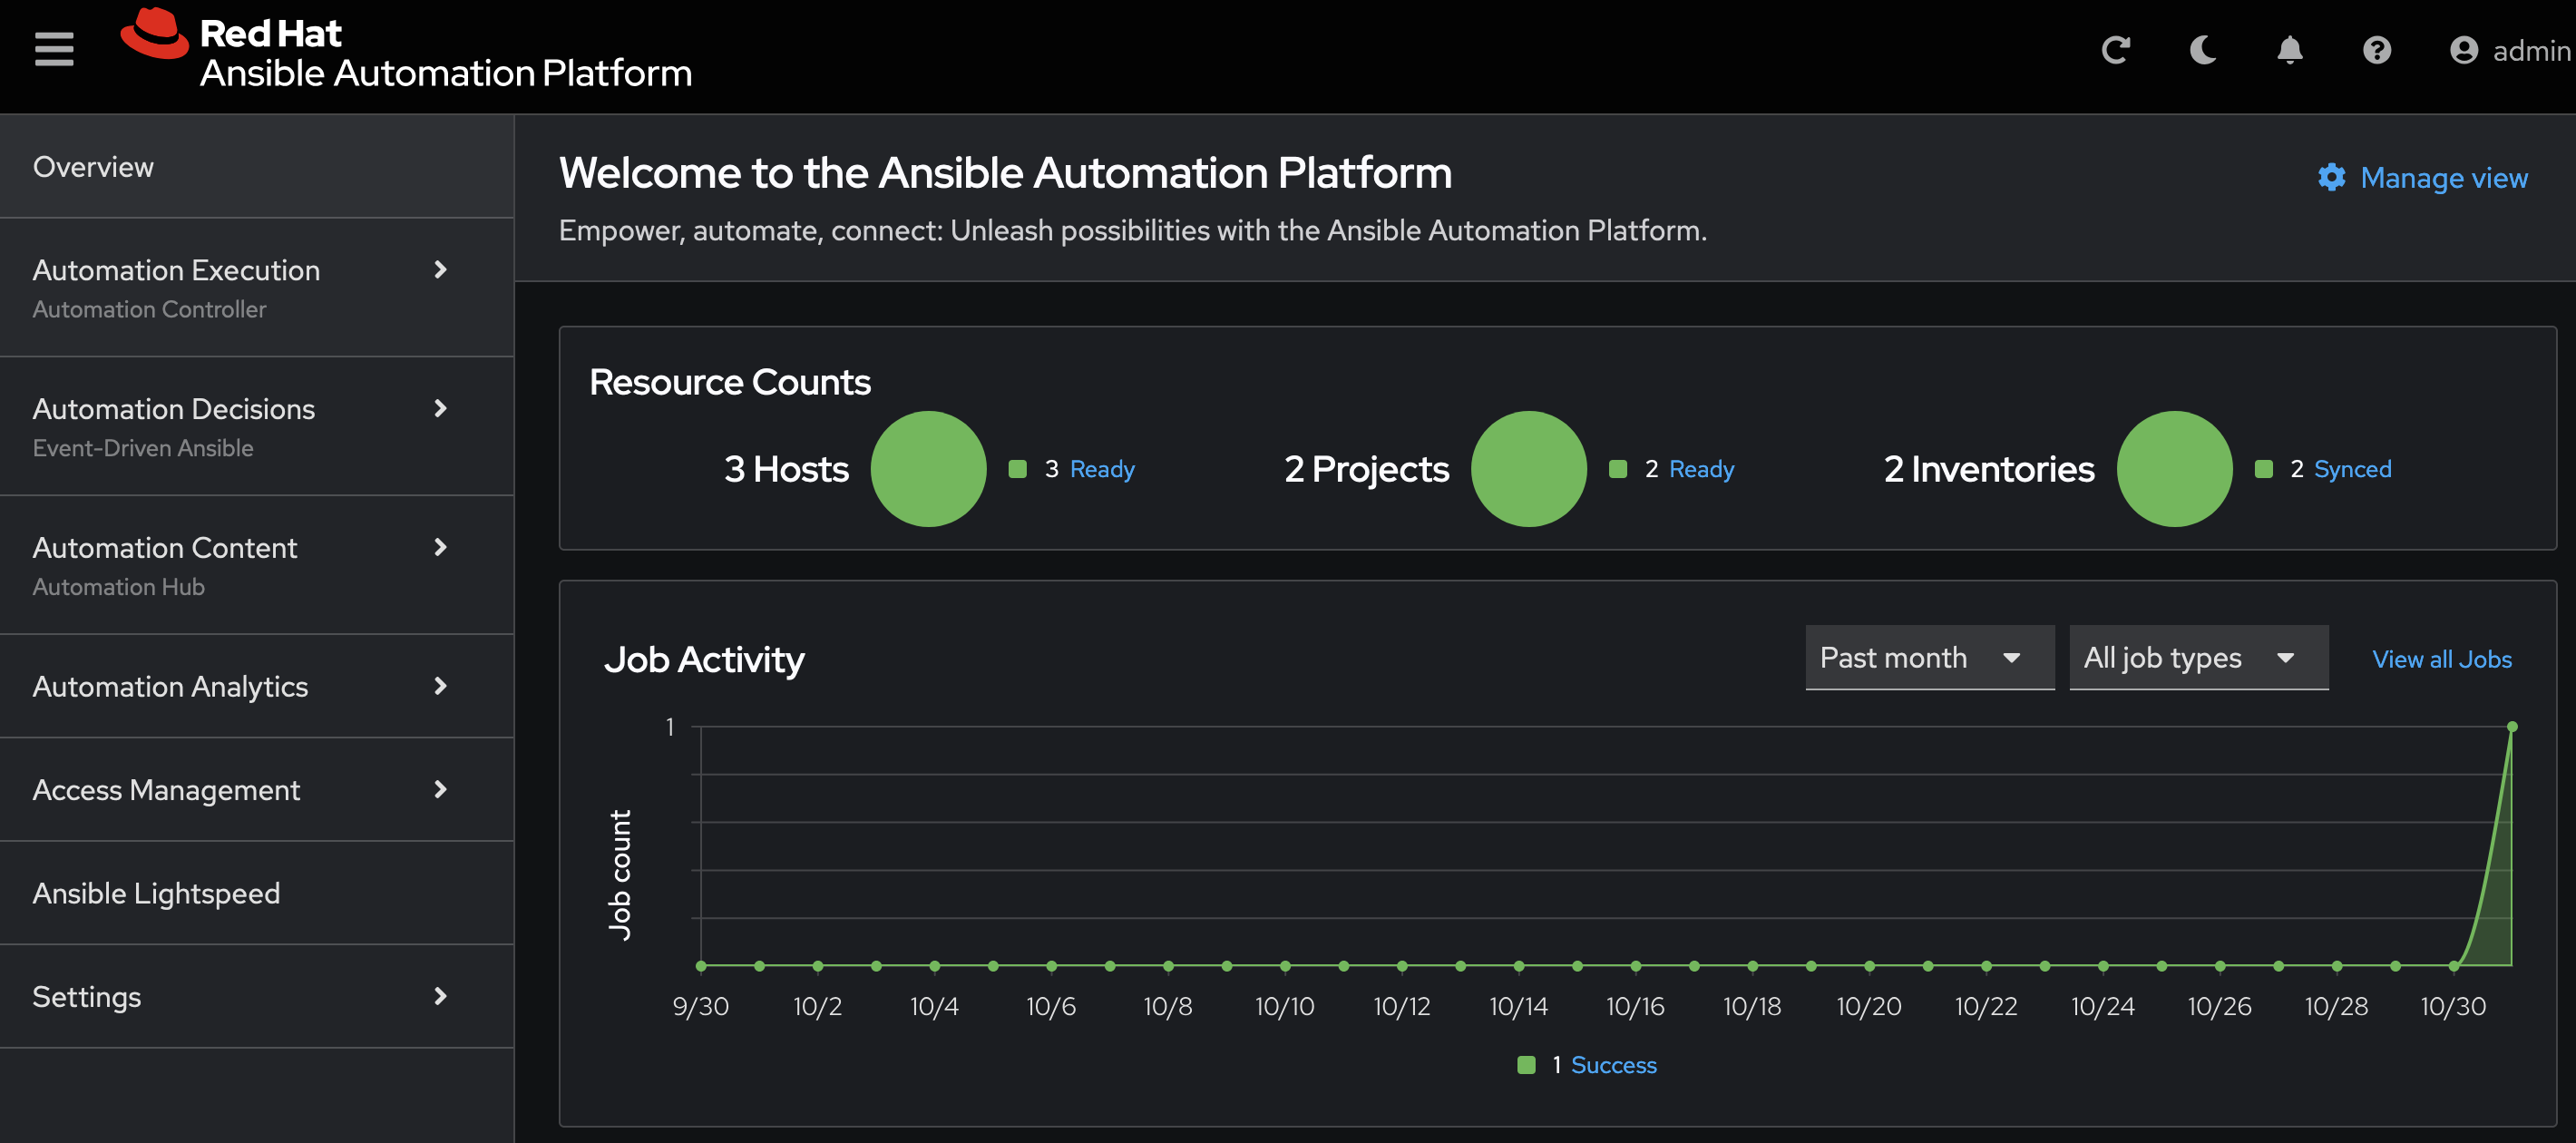 Red Hat
Ansible Automation Platform
admin
Overview
Automation Execution
Automation Controller
Automation Decisions
Event-Driven Ansible
Automation Content
Automation Hub
Automation Analytics
Access Management
Ansible Lightspeed
Settings
Welcome to the Ansible Automation Platform
Manage view
Empower, automate, connect: Unleash possibilities with the Ansible Automation Platform.
Resource Counts
3 Hosts 3 Ready 2 Projects 2 Ready 2 Inventories 2 Synced
Job Activity Past month All job types View all Jobs
1
Job count
9/30 10/2 10/4 10/6 10/8 10/10 10/12 10/14 10/16 10/18 10/20 10/22 10/24 10/26 10/28 10/30
1 Success